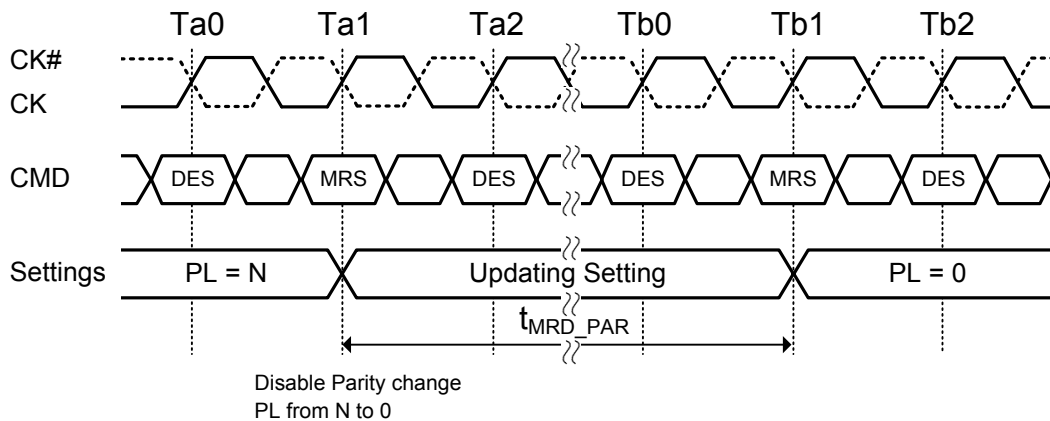 Ta0 Ta1 Ta2 Tb0 Tb1 Tb2
CK#
CK
CMD DES MRS DES DES MRS DES
Settings PL = N Updating Setting PL = 0
tMRD_PAR
Disable Parity change
PL from N to 0